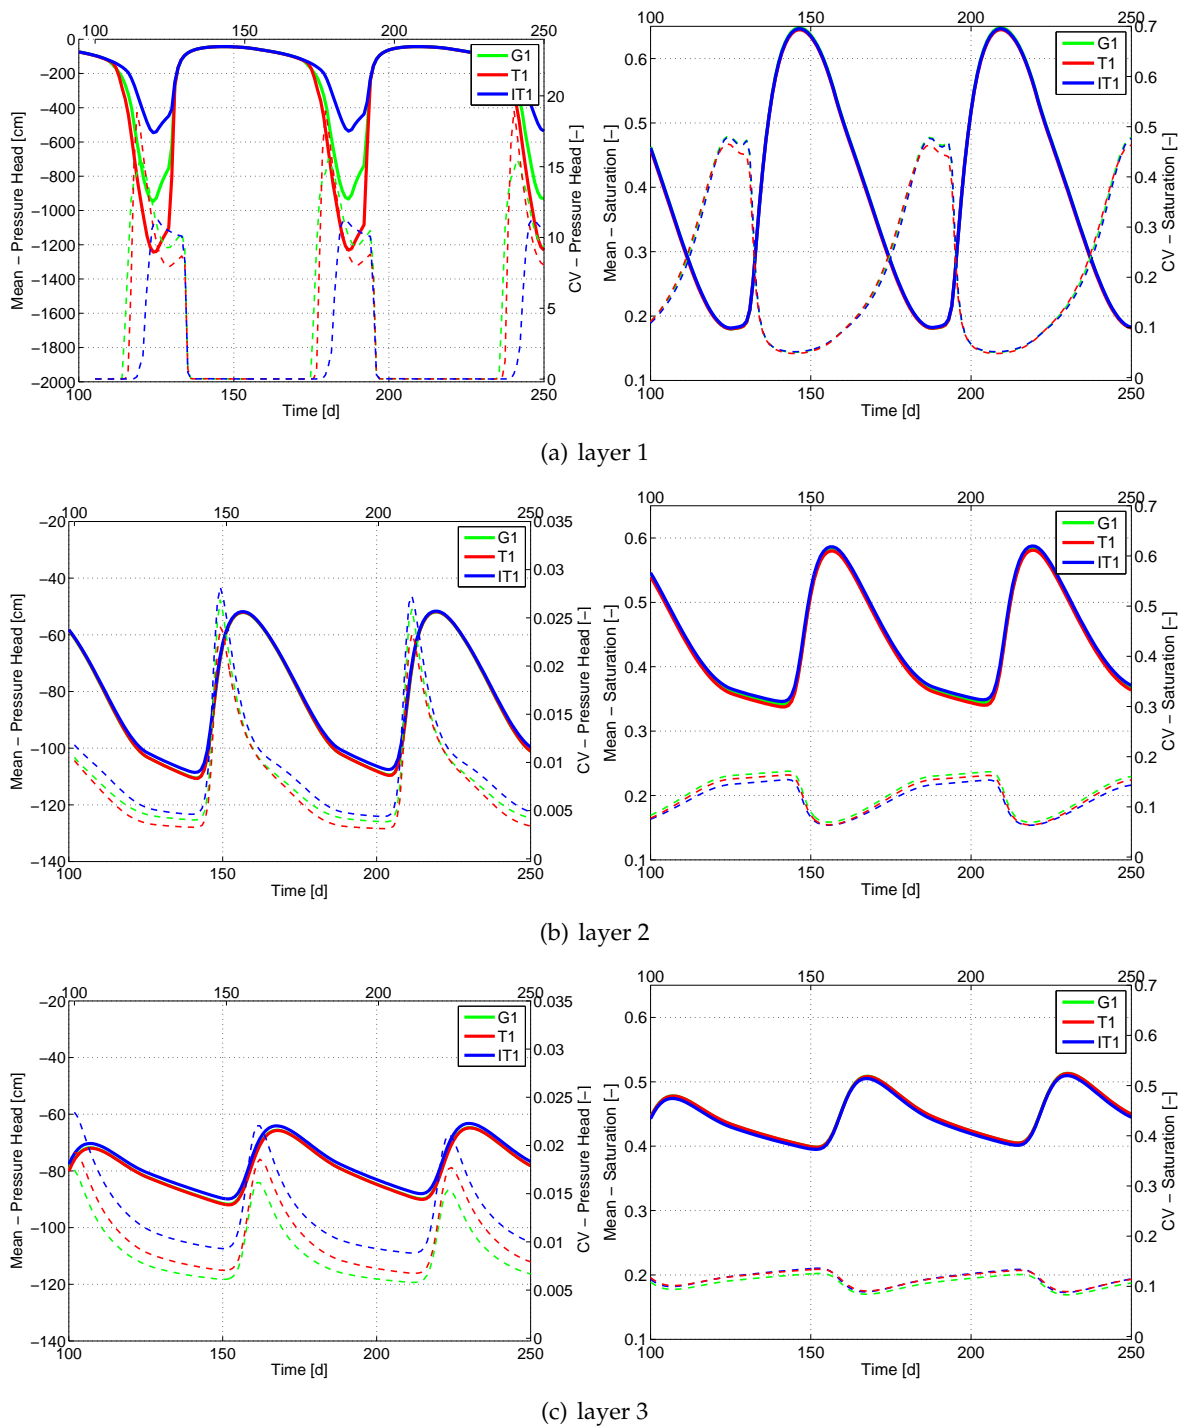 100 150 200 250
0
−200
−400
−600
−800
−1000
−1200
−1400
−1600
−1800
−2000
Mean − Pressure Head [cm]
G1
T1
IT1
20
15
10
5
0
CV − Pressure Head [−]
100 150 200 250
Time [d]
100 150 200 250
0.6
0.5
0.4
0.3
0.2
0.1
Mean − Saturation [−]
G1
T1
IT1
0.7
0.6
0.5
0.4
0.3
0.2
0.1
0
CV − Saturation [−]
100 150 200 250
Time [d]
(a) layer 1
100 150 200 250
−20
−40
−60
−80
−100
−120
−140
Mean − Pressure Head [cm]
G1
T1
IT1
0.035
0.03
0.025
0.02
0.015
0.01
0.005
0
CV − Pressure Head [−]
100 150 200 250
Time [d]
100 150 200 250
0.6
0.5
0.4
0.3
0.2
0.1
Mean − Saturation [−]
G1
T1
IT1
0.7
0.6
0.5
0.4
0.3
0.2
0.1
0
CV − Saturation [−]
100 150 200 250
Time [d]
(b) layer 2
100 150 200 250
−20
−40
−60
−80
−100
−120
−140
Mean − Pressure Head [cm]
G1
T1
IT1
0.035
0.03
0.025
0.02
0.015
0.01
0.005
0
CV − Pressure Head [−]
100 150 200 250
Time [d]
100 150 200 250
0.6
0.5
0.4
0.3
0.2
0.1
Mean − Saturation [−]
G1
T1
IT1
0.7
0.6
0.5
0.4
0.3
0.2
0.1
0
CV − Saturation [−]
100 150 200 250
Time [d]
(c) layer 3